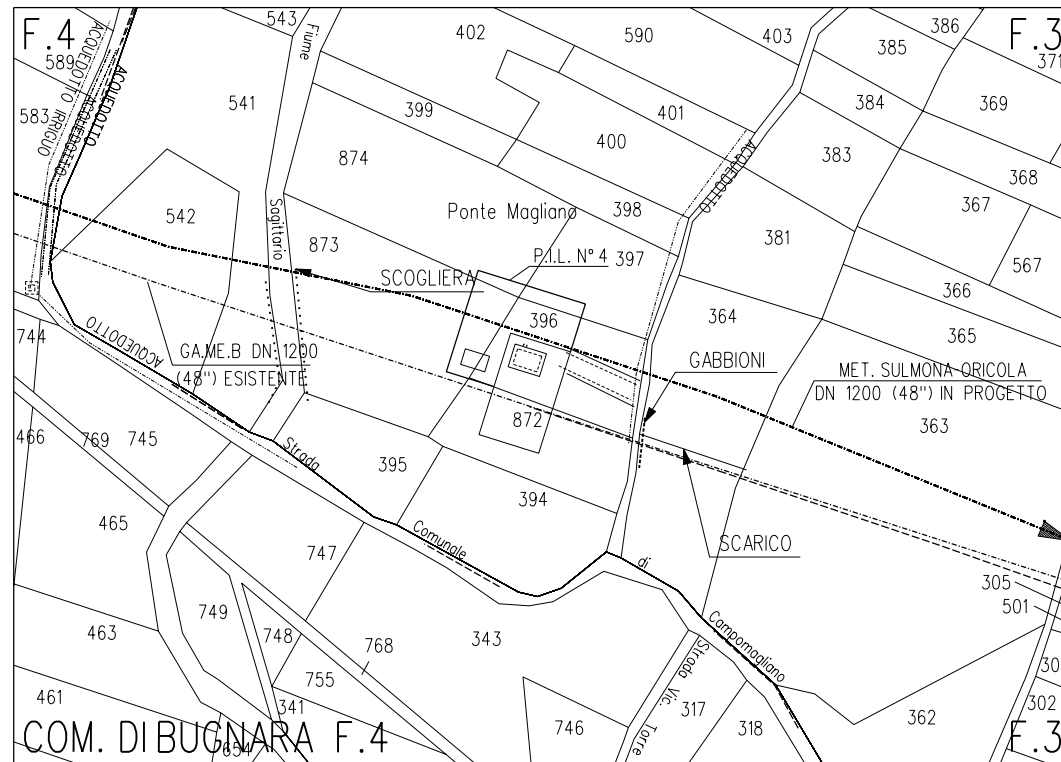 F.4
543
402
590
403
386
F.3
371
589
ACQUEDOTTO IRRIGUO
ACQUEDOTTO
ACQUEDOTTO
Fiume
385
583
541
399
401
384
369
400
874
383
368
ACQUEDOTTO
542
Sagittario
Ponte Magliano
398
367
873
381
P.I.L. N° 4
397
567
SCOGLIERA
366
396
364
365
744
ACQUEDOTTO
GA.ME.B DN 1200
(48") ESISTENTE
GABBIONI
MET. SULMONA-ORICOLA
DN 1200 (48") IN PROGETTO
872
363
466
769
745
Strada
395
394
465
Comunale
SCARICO
747
di
305
501
749
463
748
768
343
Campomagliano
30
755
461
341
Strada Vic. Torre
317
302
746
318
362
654
COM. DI BUGNARA F.4
F.3